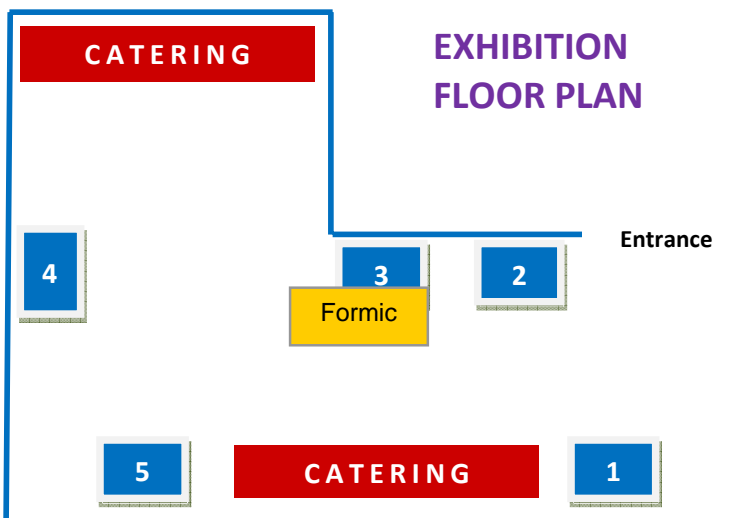 CATERING
EXHIBITION
FLOOR PLAN
Entrance
4
3
2
Formic
5
CATERING
1